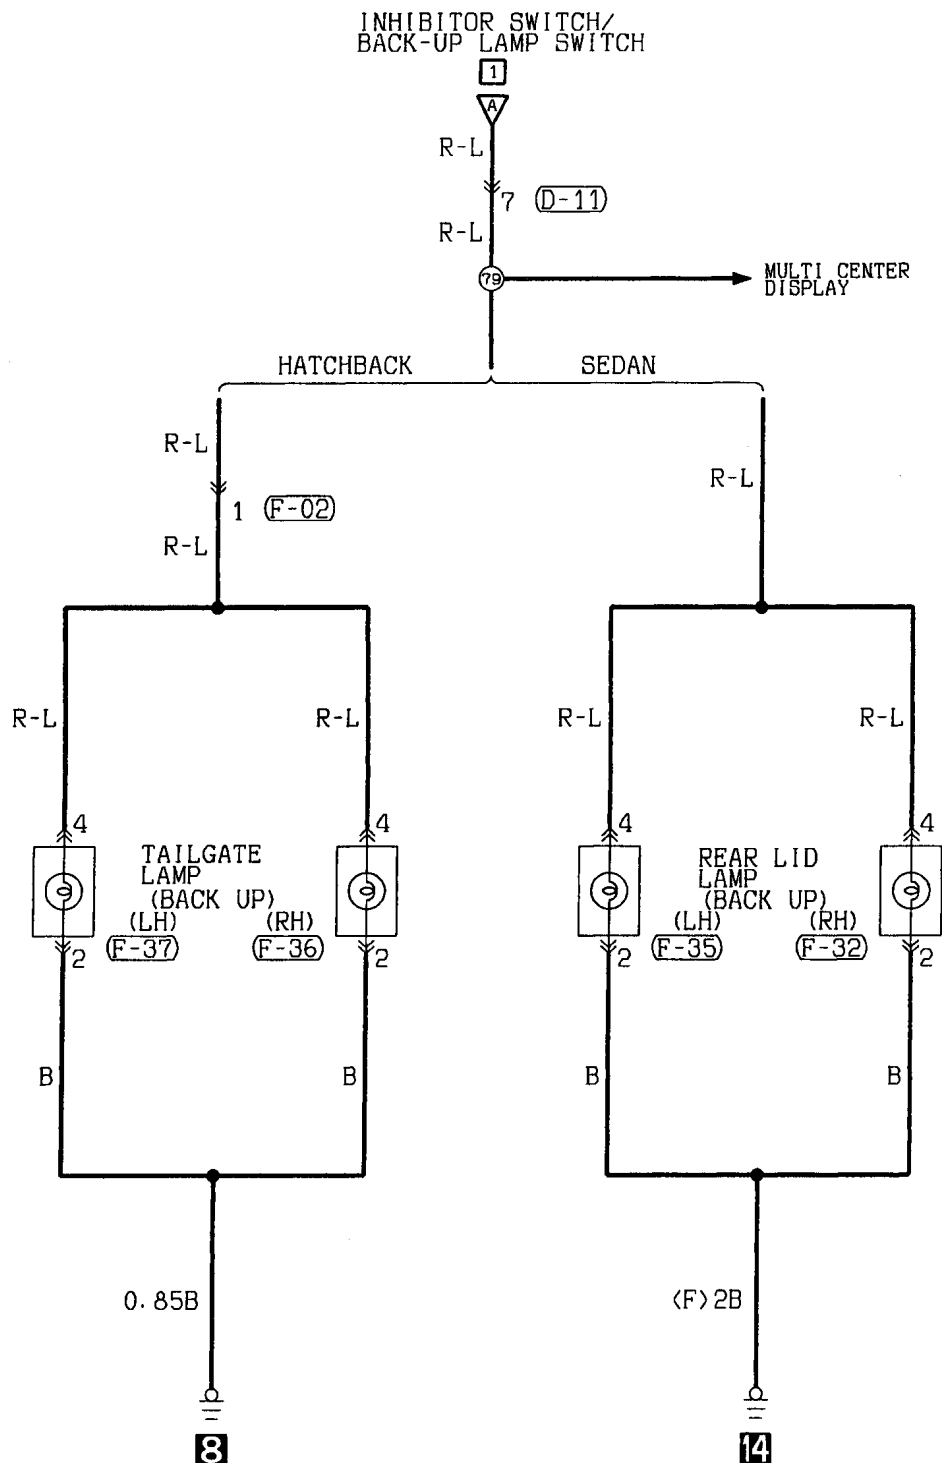 INHIBITOR SWITCH/
BACK-UP LAMP SWITCH
1
A
R-L
7 D-11
R-L
79
MULTI CENTER
DISPLAY
HATCHBACK SEDAN
R-L
R-L
1 F-02
R-L
R-L R-L R-L R-L
4 4 4 4
TAILGATE
LAMP
(BACK UP)
(LH) (RH)
F-37 F-36
REAR LID
LAMP
(BACK UP)
(LH) (RH)
F-35 F-32
2 2 2 2
B B B B
0.85B <F>2B
8 14